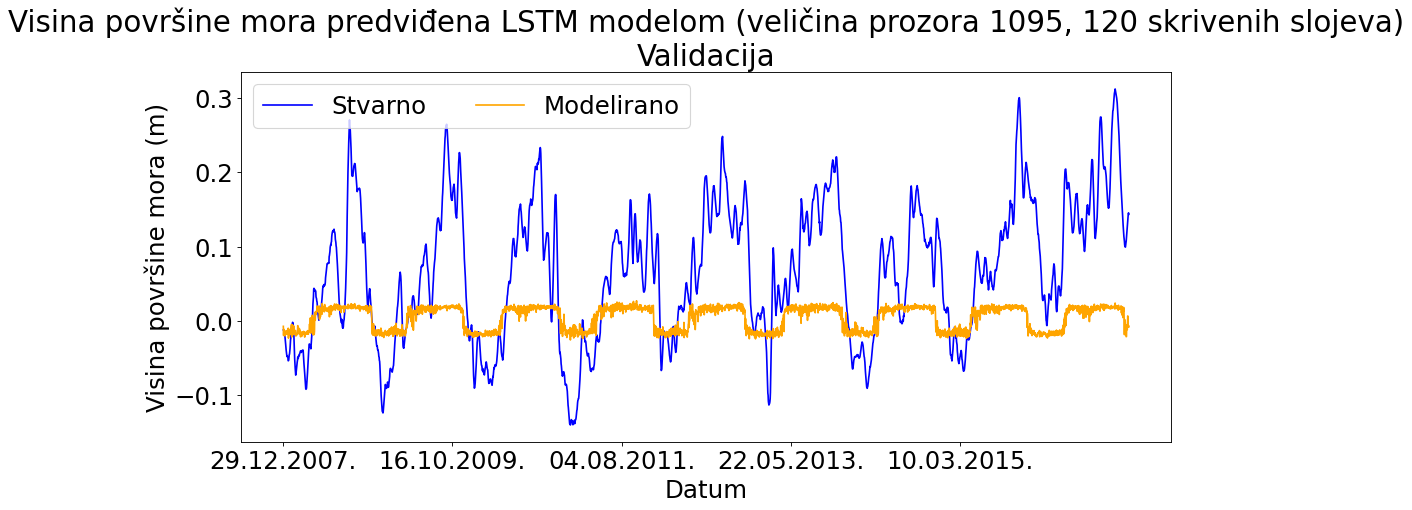 Visina površine mora predviđena LSTM modelom (veličina prozora 1095, 120 skrivenih slojeva)
Validacija
Stvarno Modelirano
Visina površine mora (m)
0.3
0.2
0.1
0.0
−0.1
29.12.2007. 16.10.2009. 04.08.2011. 22.05.2013. 10.03.2015.
Datum